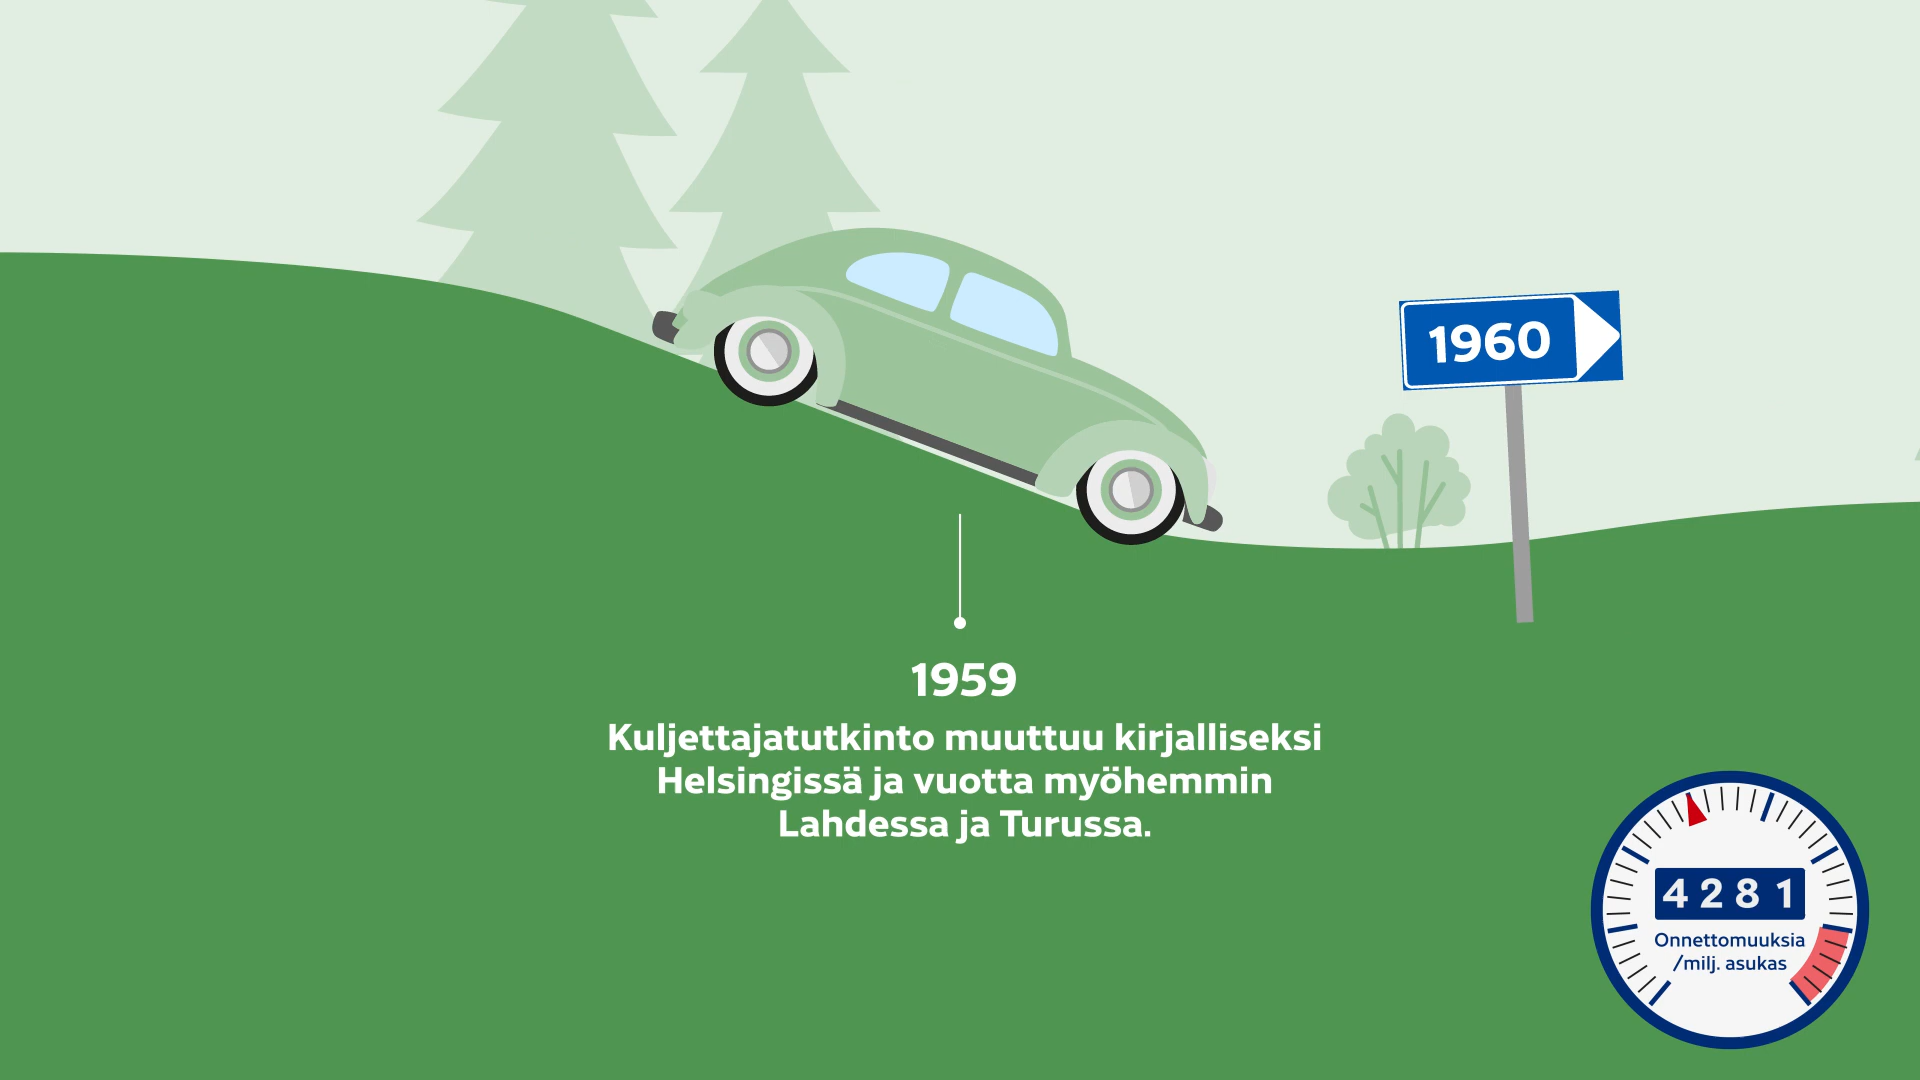 1960
1959
Kuljettajatutkinto muuttuu kirjalliseksi
Helsingissä ja vuotta myöhemmin
Lahdessa ja Turussa.
4281
Onnettomuuksia
/milj. asukas